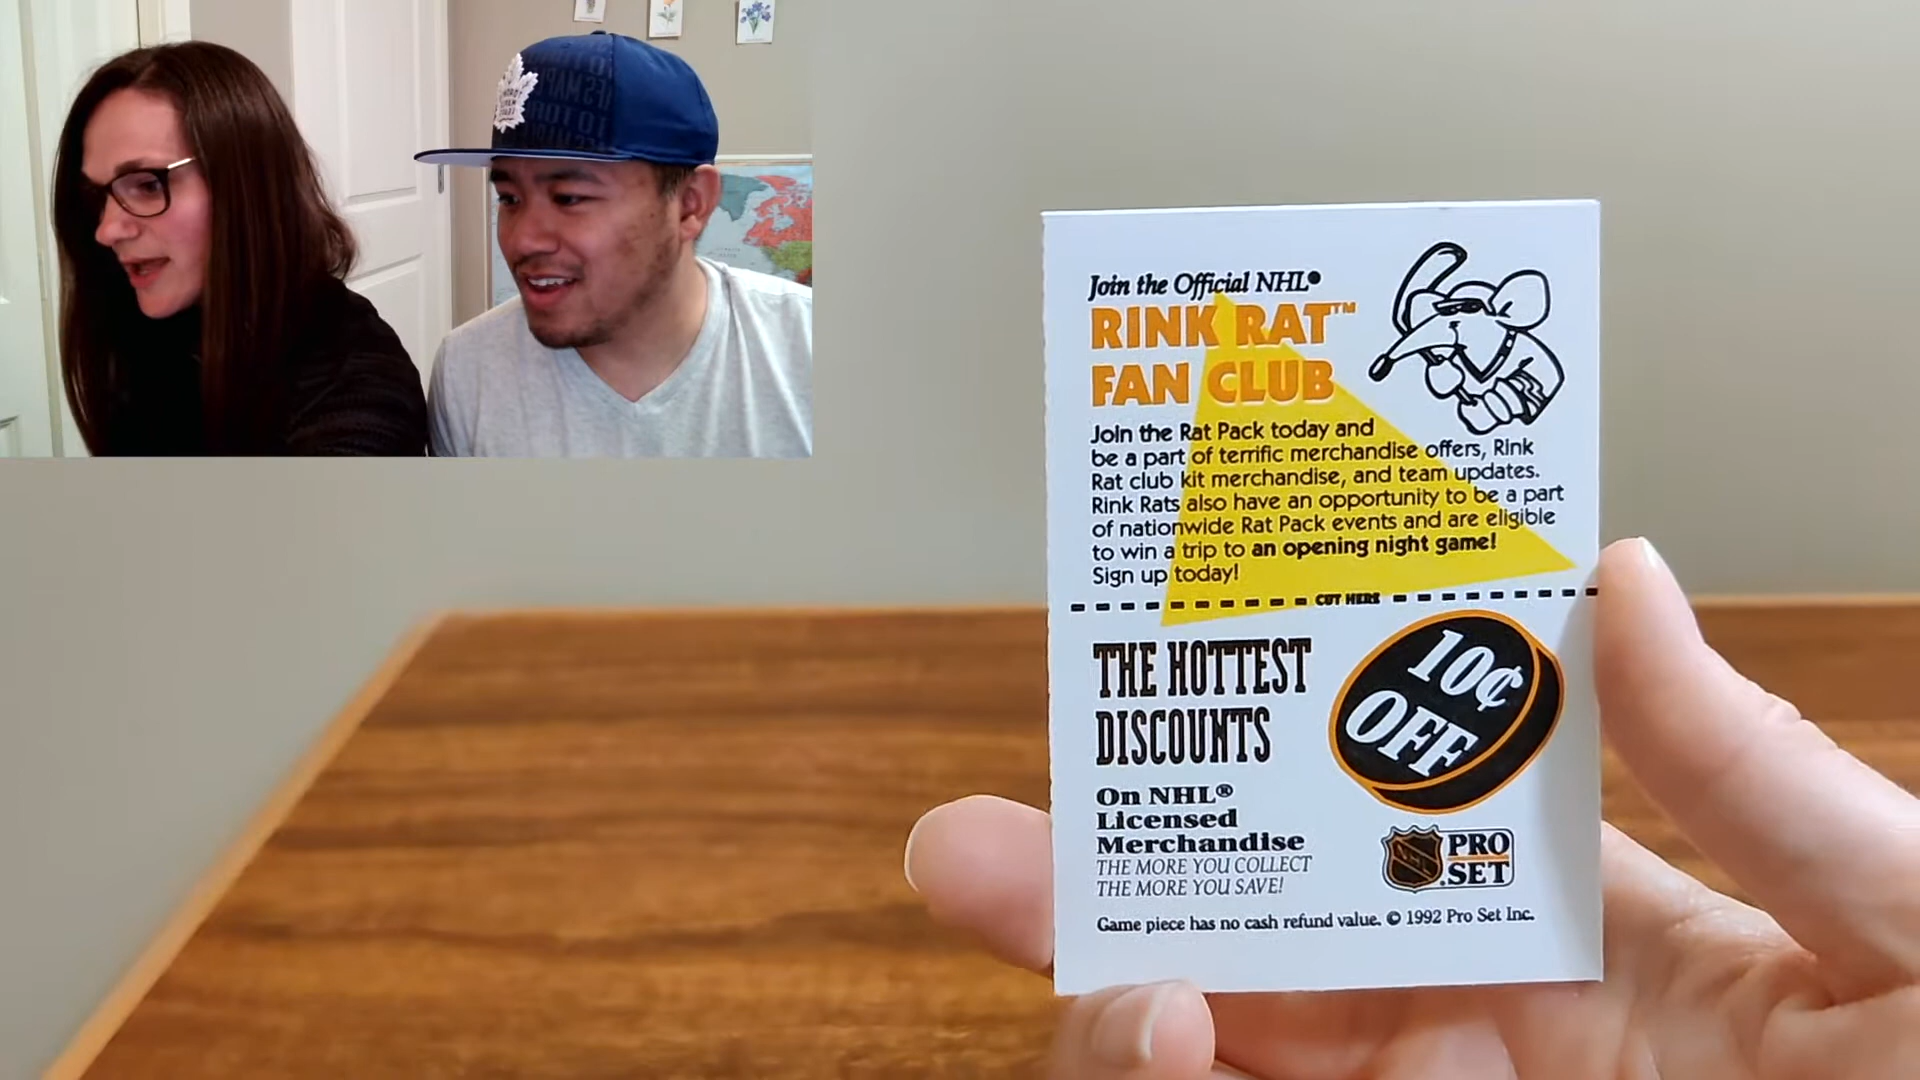 Join the Official NHL®
RINK RAT™
FAN CLUB
Join the Rat Pack today and
be a part of terrific merchandise offers, Rink
Rat club kit merchandise, and team updates.
Rink Rats also have an opportunity to be a part
of nationwide Rat Pack events and are eligible
to win a trip to an opening night game!
Sign up today!
CUT HERE
THE HOTTEST
DISCOUNTS
10¢
OFF
On NHL®
Licensed
Merchandise
THE MORE YOU COLLECT
THE MORE YOU SAVE!
NHL
PRO
SET
Game piece has no cash refund value. © 1992 Pro Set Inc.